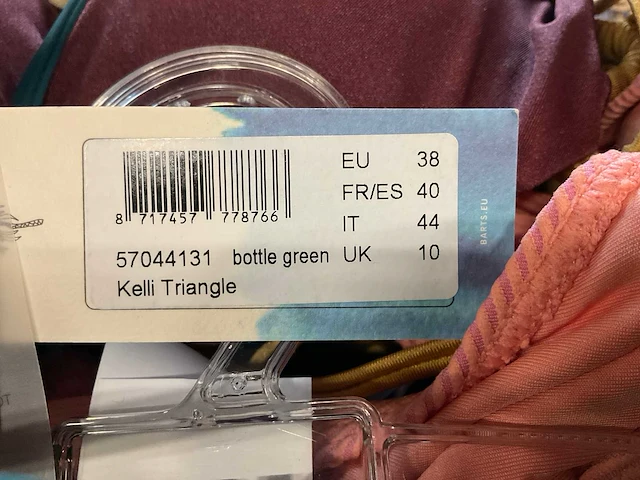 EU 38
FR/ES 40
IT 44
UK 10
8 717457 778766
57044131 bottle green
Kelli Triangle
BARTS.EU